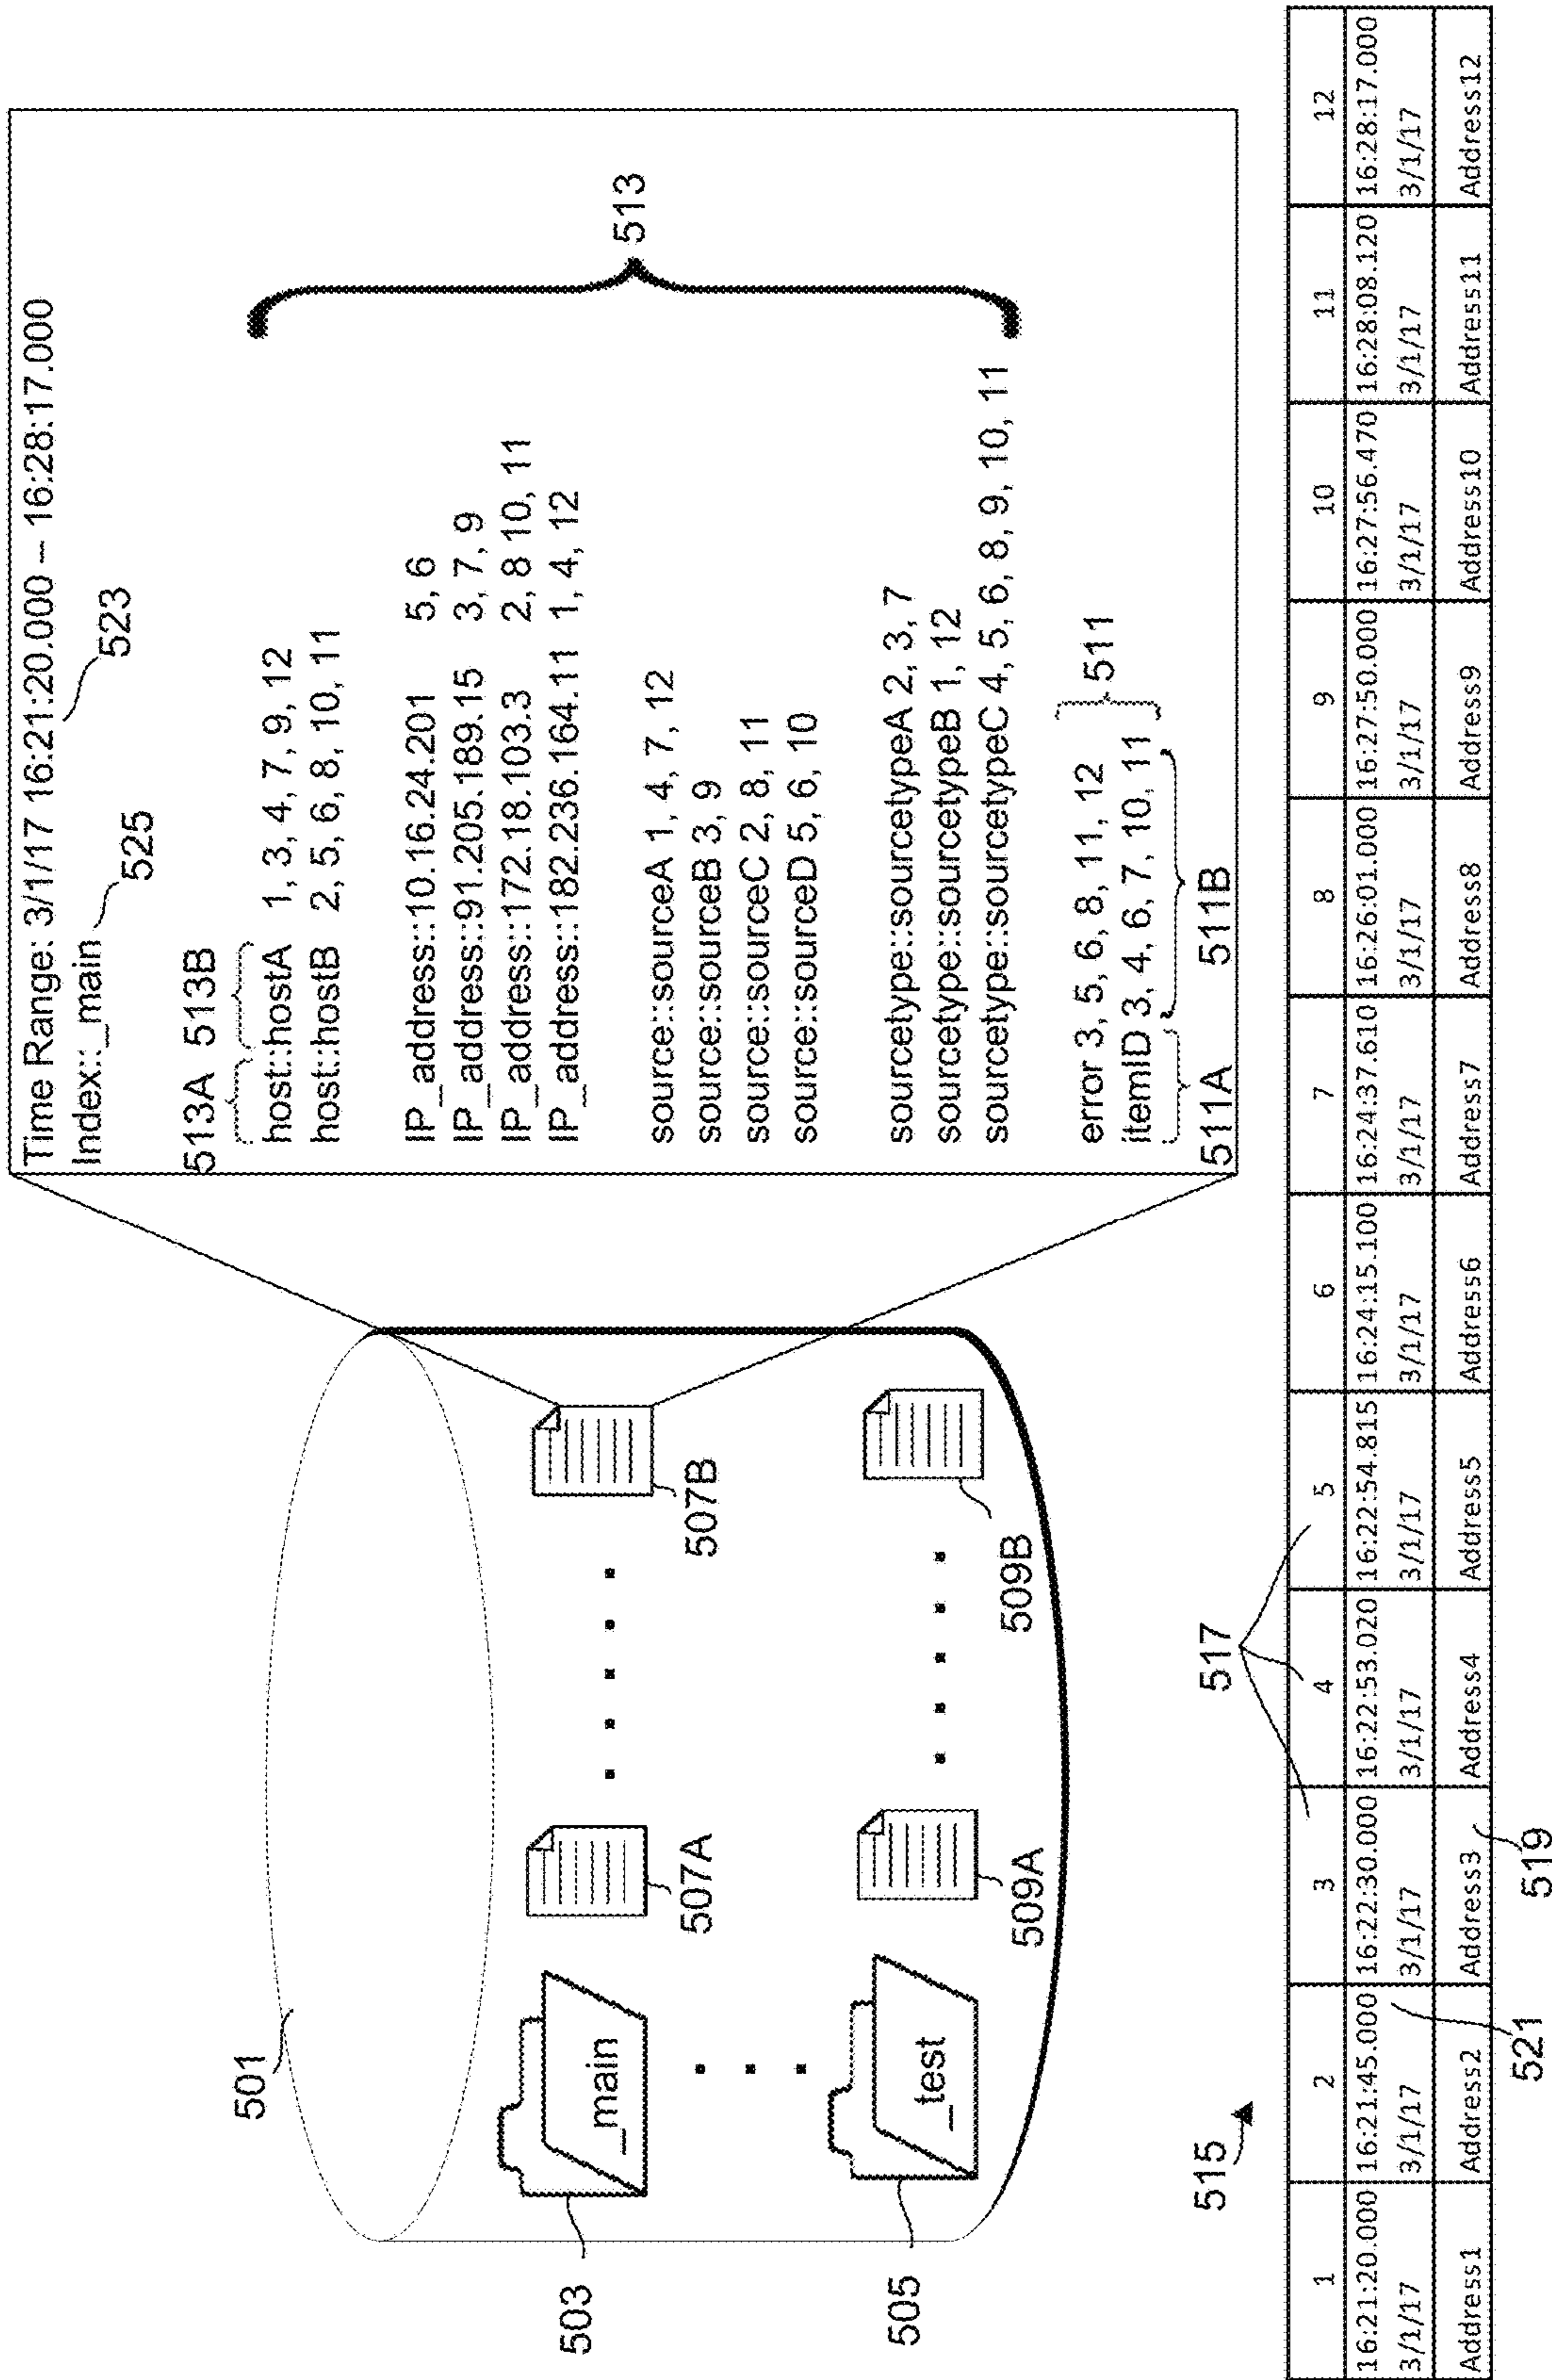 Time Range: 3/1/17 16:21:20.000 – 16:28:17.000
523
Index::_main
525
513A 513B
host::hostA 1, 3, 4, 7, 9, 12
host::hostB 2, 5, 6, 8, 10, 11
IP_address::10.16.24.201 5, 6
IP_address::91.205.189.15 3, 7, 9
IP_address::172.18.103.3 2, 8 10, 11
IP_address::182.236.164.11 1, 4, 12
513
source::sourceA 1, 4, 7, 12
source::sourceB 3, 9
source::sourceC 2, 8, 11
source::sourceD 5, 6, 10
sourcetype::sourcetypeA 2, 3, 7
sourcetype::sourcetypeB 1, 12
sourcetype::sourcetypeC 4, 5, 6, 8, 9, 10, 11
error 3, 5, 6, 8, 11, 12
itemID 3, 4, 6, 7, 10, 11
511
511A 511B
501
503
_main
507A
507B
505
_test
509A
509B
515
517
1 2 3 4 5 6 7 8 9 10 11 12
16:21:20.000 16:21:45.000 16:22:30.000 16:22:53.020 16:22:54.815 16:24:15.100 16:24:37.610 16:26:01.000 16:27:50.000 16:27:56.470 16:28:08.120 16:28:17.000
3/1/17 3/1/17 3/1/17 3/1/17 3/1/17 3/1/17 3/1/17 3/1/17 3/1/17 3/1/17 3/1/17 3/1/17
Address1 Address2 Address3 Address4 Address5 Address6 Address7 Address8 Address9 Address10 Address11 Address12
521
519